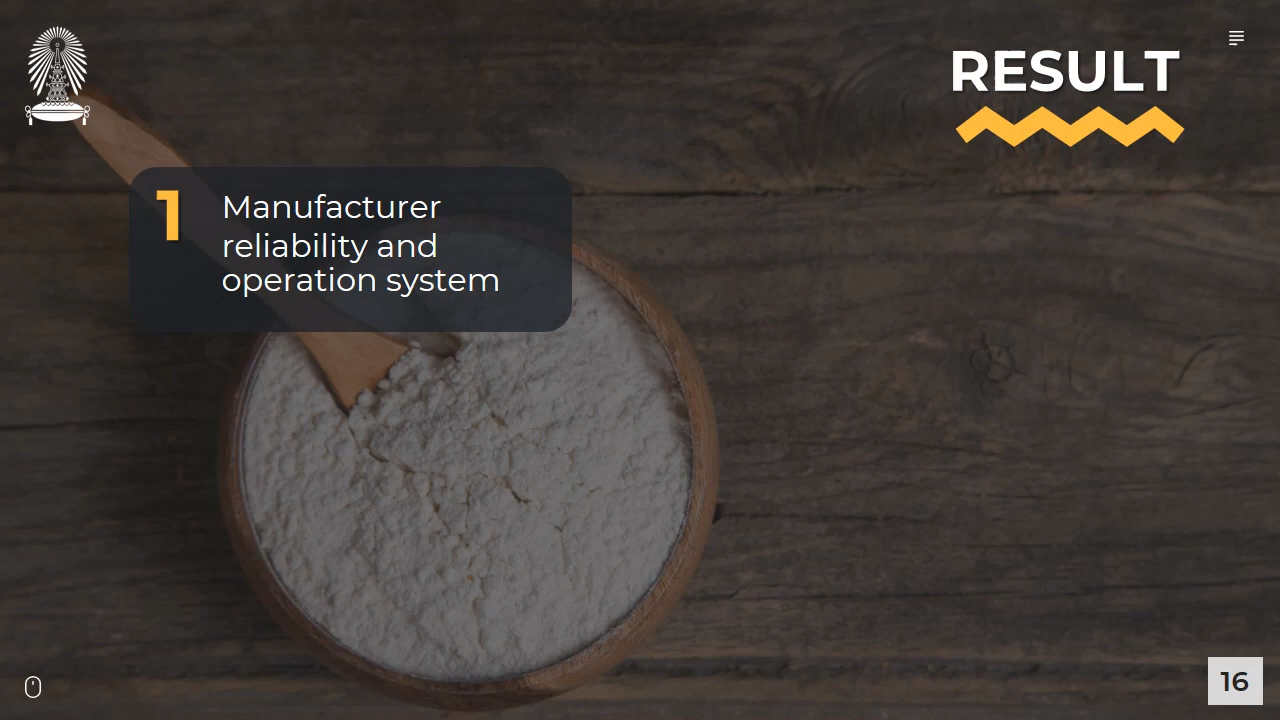 RESULT
1
Manufacturer
reliability and
operation system
16